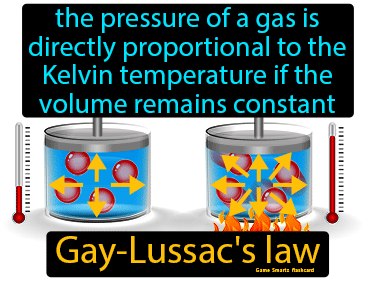 the pressure of a gas is
directly proportional to the
Kelvin temperature if the
volume remains constant
Gay-Lussac's law
Game Smartz flashcard